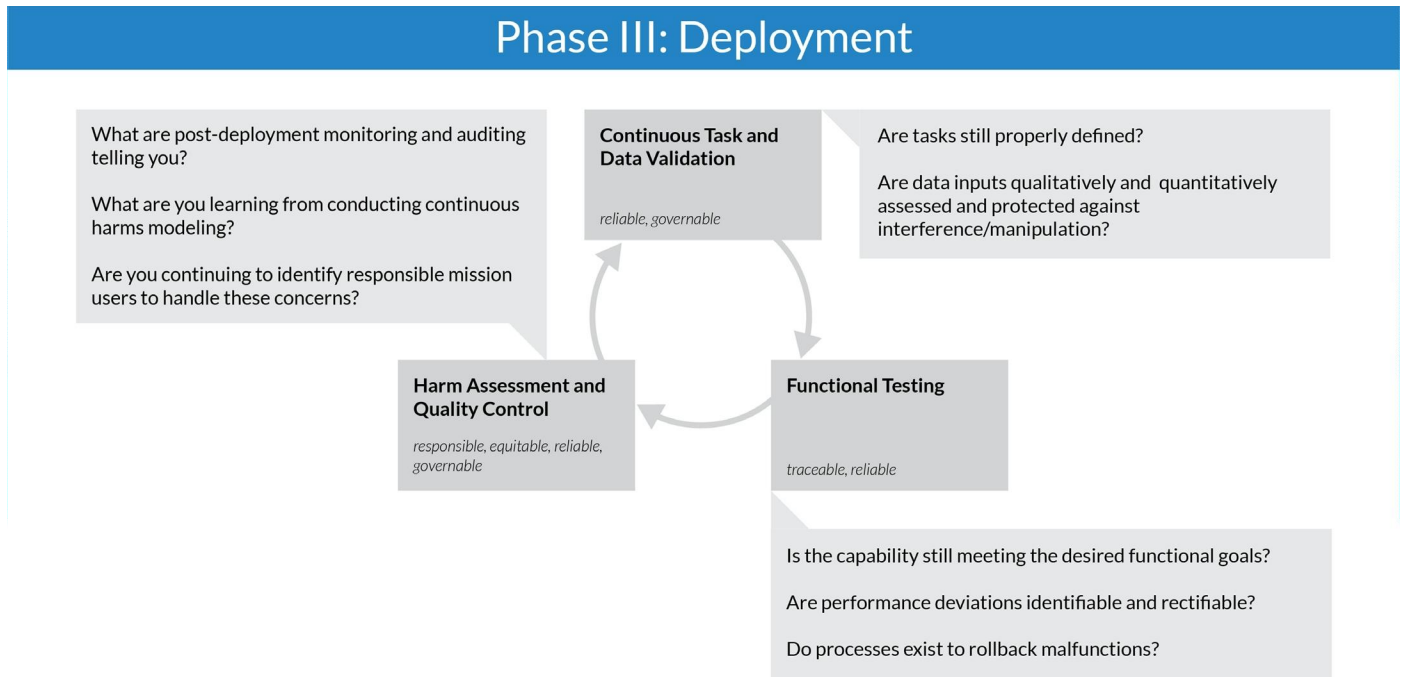 Phase III: Deployment
What are post-deployment monitoring and auditing
telling you?
What are you learning from conducting continuous
harms modeling?
Are you continuing to identify responsible mission
users to handle these concerns?
Continuous Task and
Data Validation
reliable, governable
Are tasks still properly defined?
Are data inputs qualitatively and quantitatively
assessed and protected against
interference/manipulation?
Harm Assessment and
Quality Control
responsible, equitable, reliable,
governable
Functional Testing
traceable, reliable
Is the capability still meeting the desired functional goals?
Are performance deviations identifiable and rectifiable?
Do processes exist to rollback malfunctions?